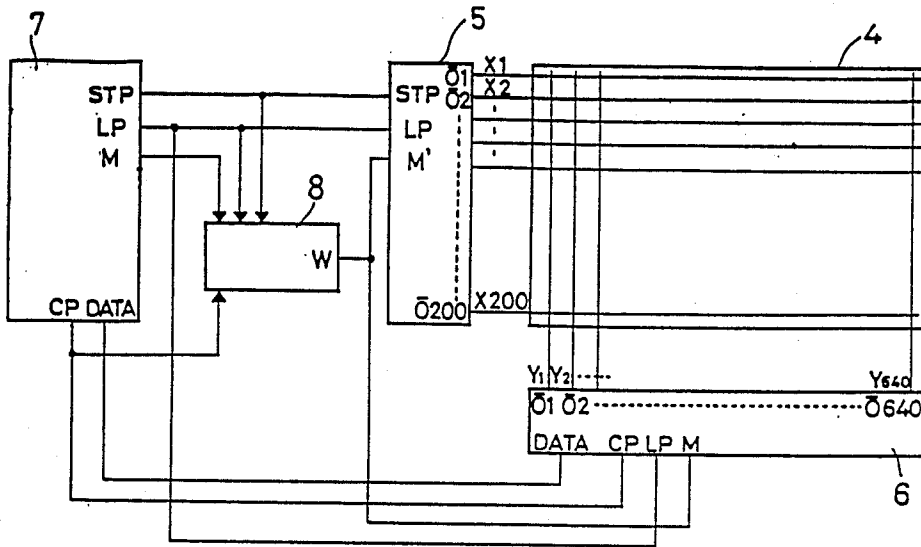 7
5
4
STP
LP
M
STP
LP
M'
Ō1
Ō2
Ō200
X1
X2
X200
8
W
CP DATA
Y1 Y2 Y640
Ō1 Ō2 Ō640
DATA CP LP M
6